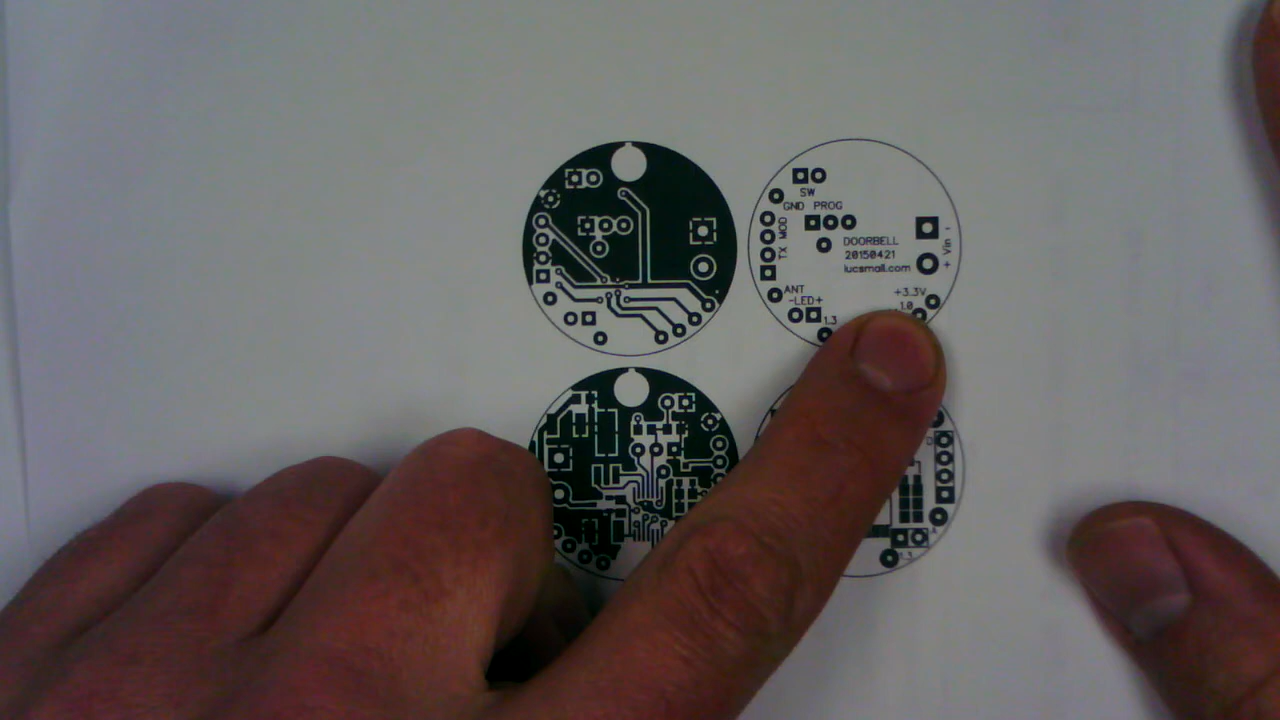 SW
GND PROG
TX MOD
DOORBELL
20150421
lucsmall.com
+ Vin -
ANT
-LED+
+3.3V
1.0
1.3